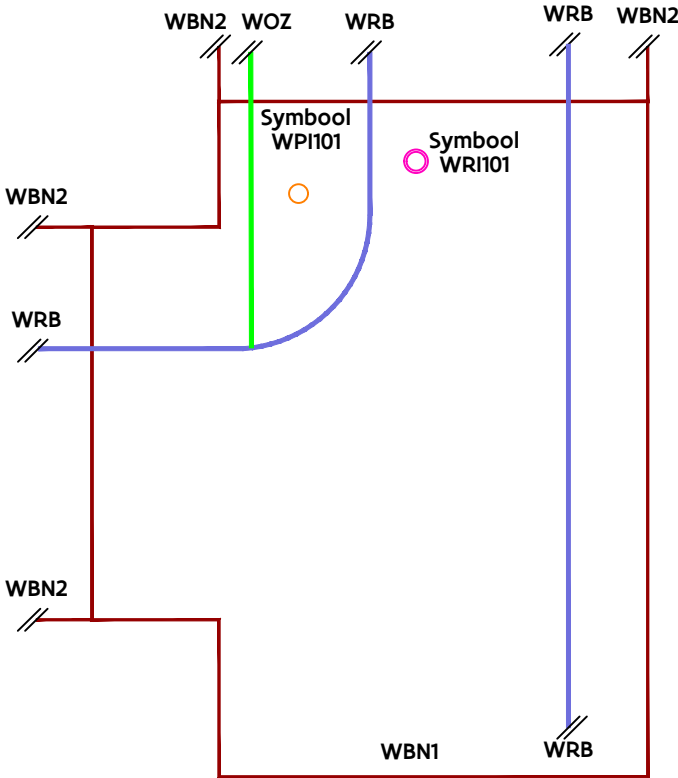 WBN2 WOZ WRB WRB WBN2
Symbool
WPI101
Symbool
WRI101
WBN2
WRB
WBN2
WBN1
WRB